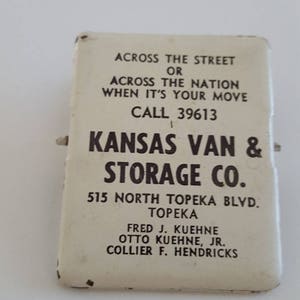 ACROSS THE STREET
OR
ACROSS THE NATION
WHEN IT'S YOUR MOVE
CALL 39613
KANSAS VAN &
STORAGE CO.
515 NORTH TOPEKA BLVD.
TOPEKA
FRED J. KUEHNE
OTTO KUEHNE, JR.
COLLIER F. HENDRICKS